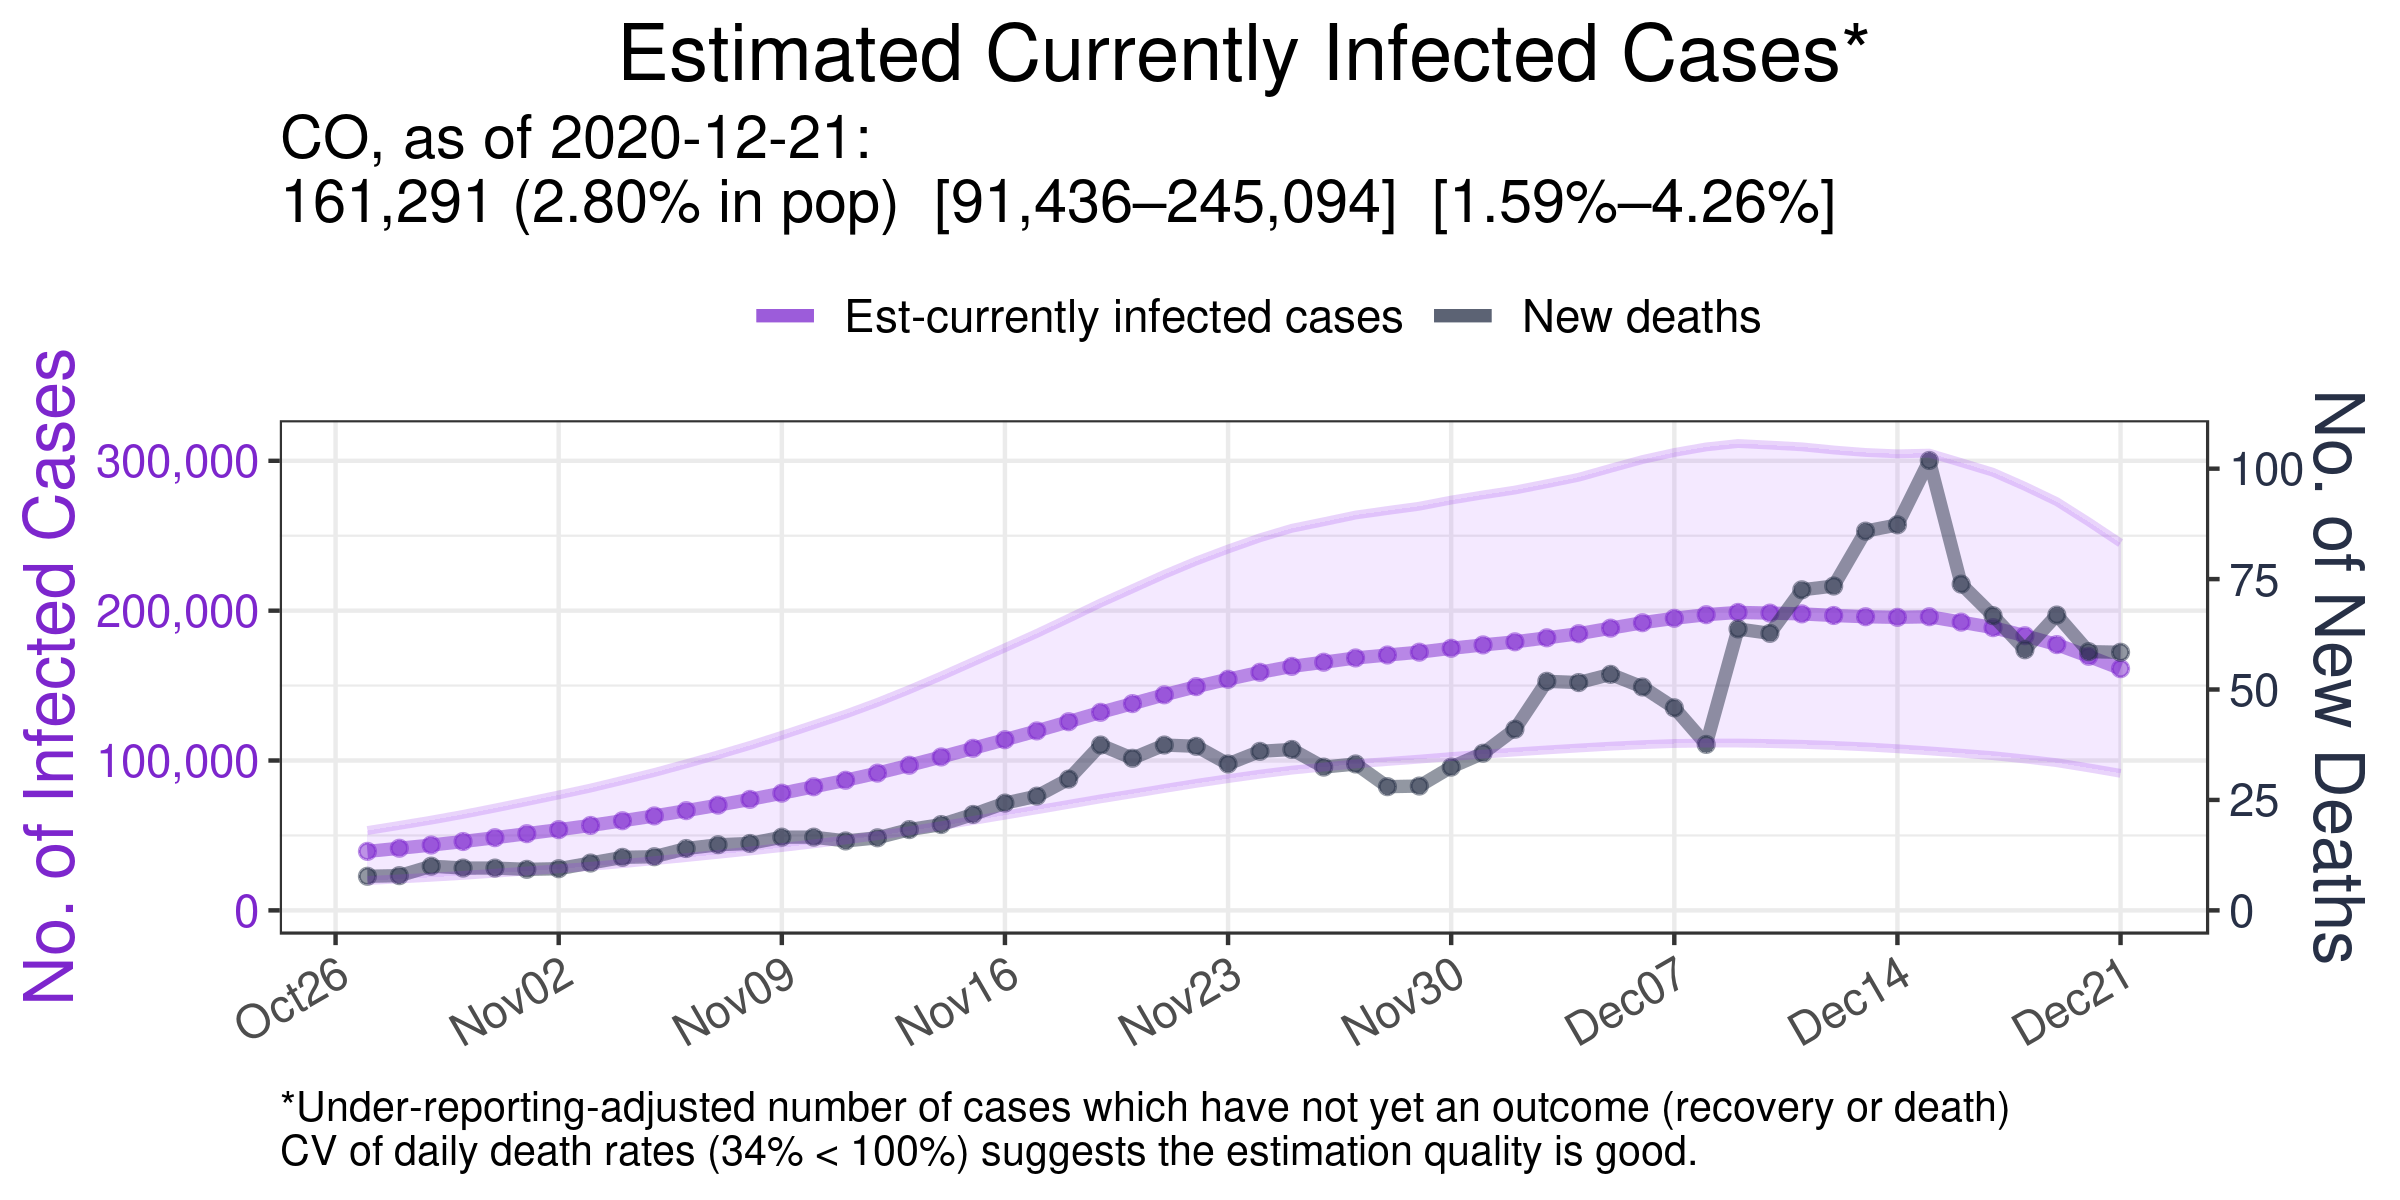 Estimated Currently Infected Cases*
CO, as of 2020-12-21:
161,291 (2.80% in pop)  [91,436–245,094]  [1.59%–4.26%]
Est-currently infected cases
New deaths
No. of Infected Cases
300,000
200,000
100,000
0
100
75
50
25
0
No. of New Deaths
Oct26
Nov02
Nov09
Nov16
Nov23
Nov30
Dec07
Dec14
Dec21
*Under-reporting-adjusted number of cases which have not yet an outcome (recovery or death)
CV of daily death rates (34% < 100%) suggests the estimation quality is good.